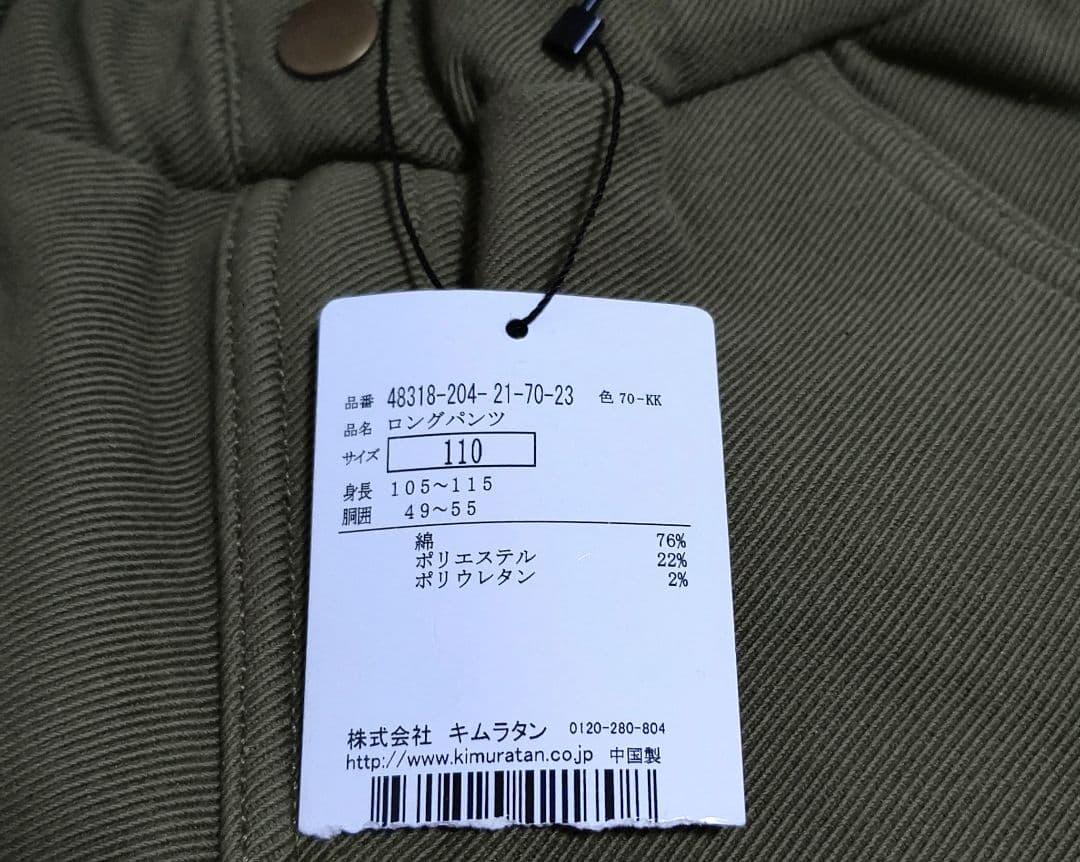 品番 48318-204-21-70-23 色 70-KK
品名 ロングパンツ
サイズ 110
身長 105~115
胴囲 49~55
綿 76%
ポリエステル 22%
ポリウレタン 2%
株式会社 キムラタン 0120-280-804
http://www.kimuratan.co.jp 中国製